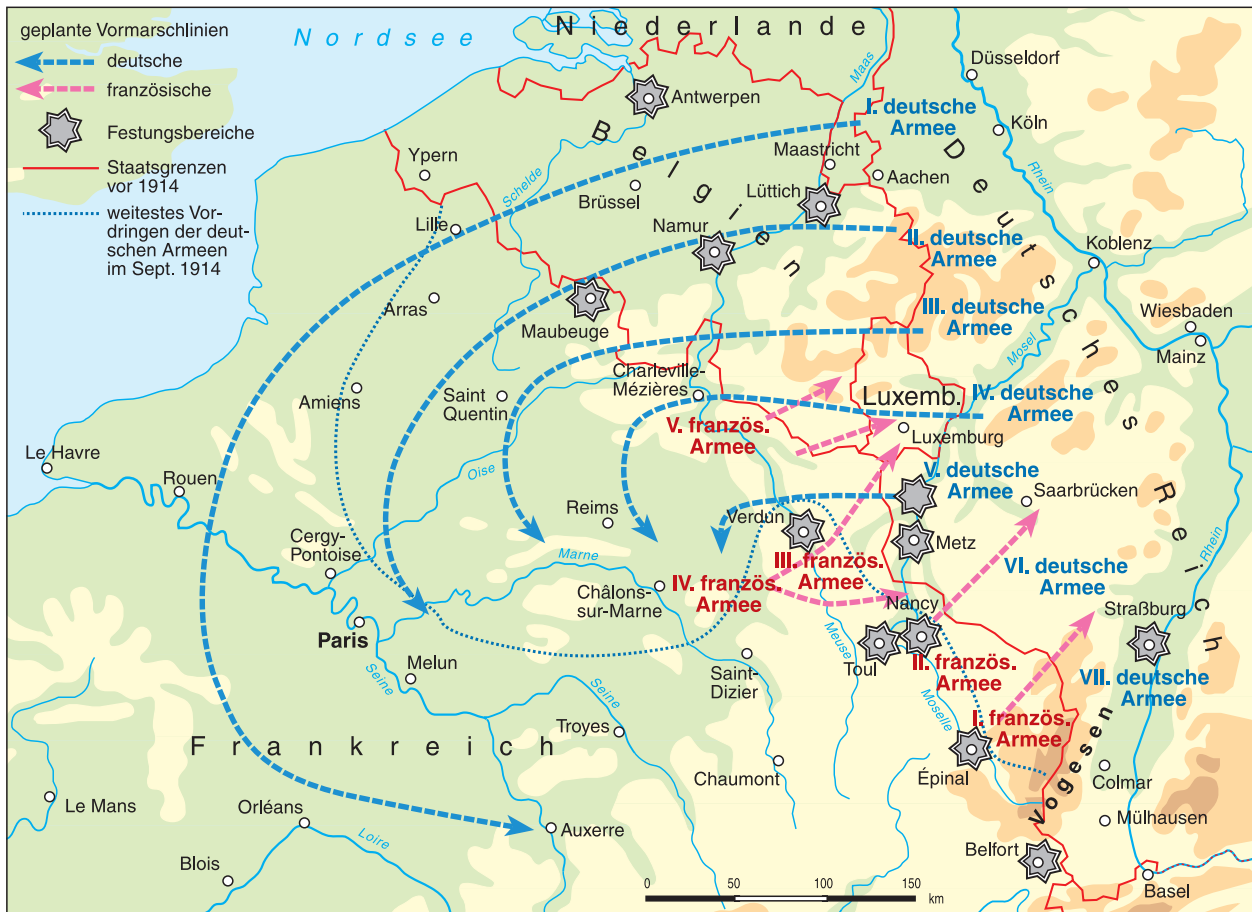 geplante Vormarschlinien
deutsche
französische
Festungsbereiche
Staatsgrenzen
vor 1914
weitestes Vor-
dringen der deut-
schen Armeen
im Sept. 1914
Nordsee
Niederlande
Belgien
Deutsches Reich
Frankreich
Luxemb.
Vogesen
Maas
Düsseldorf
Antwerpen
I. deutsche
Armee
Köln
Ypern
Maastricht
Aachen
Rhein
Schelde
Brüssel
Lüttich
Lille
Namur
II. deutsche
Armee
Koblenz
Arras
Maubeuge
III. deutsche
Armee
Mosel
Wiesbaden
Mainz
Amiens
Saint
Quentin
Charleville-
Mézières
IV. deutsche
Armee
V. französ.
Armee
Luxemburg
Le Havre
Rouen
Oise
V. deutsche
Armee
Saarbrücken
Reims
Verdun
Metz
Rhein
Cergy-
Pontoise
Marne
III. französ.
Armee
VI. deutsche
Armee
Châlons-
sur-Marne
IV. französ.
Armee
Nancy
Straßburg
Paris
Meuse
Toul
Seine
Melun
Saint-
Dizier
II. französ.
Armee
VII. deutsche
Armee
Seine
Moselle
Troyes
I. französ.
Armee
Chaumont
Épinal
Colmar
Le Mans
Orléans
Auxerre
Mülhausen
Loire
Blois
Belfort
Basel
0 50 100 150
km